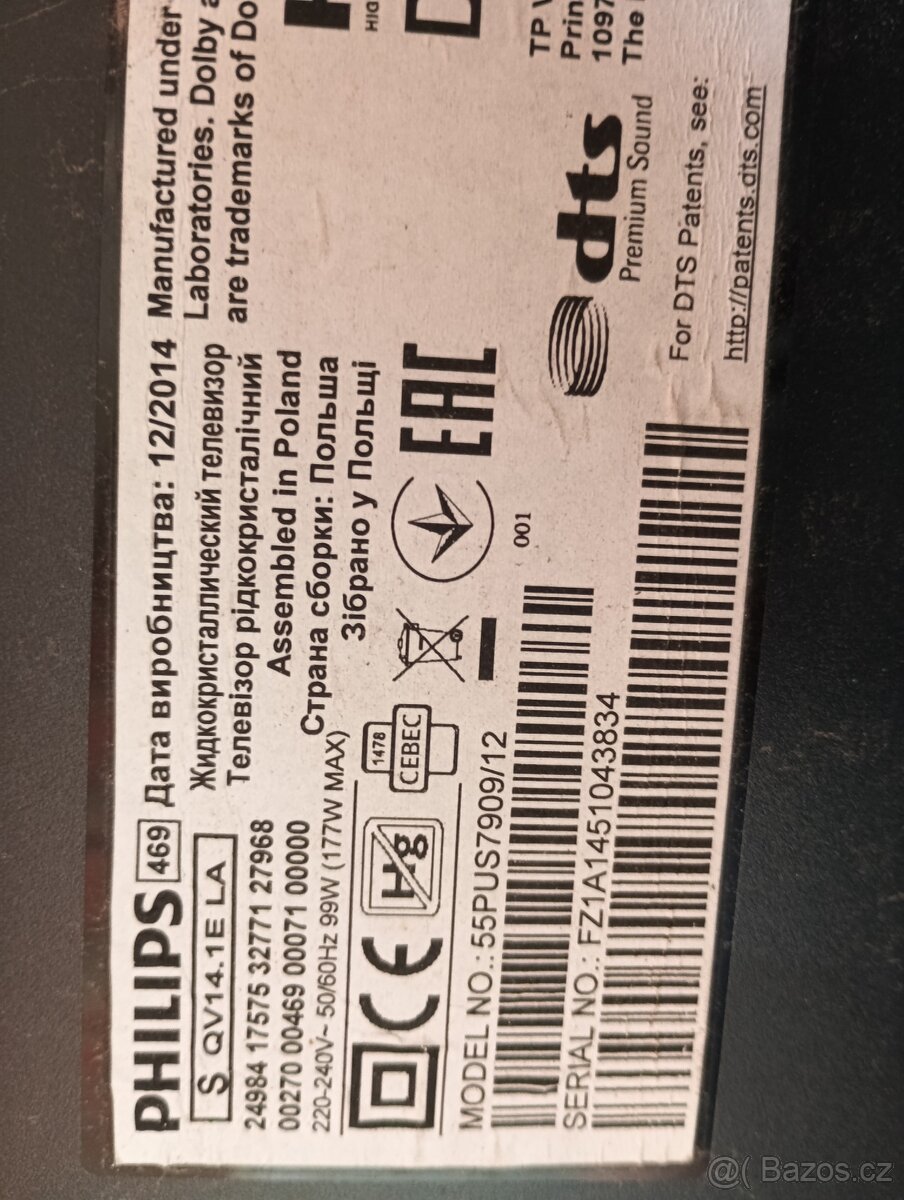 PHILIPS 469 Дата виробництва: 12/2014
S QV14.1E LA
Жидкокристаллический телевизор
Телевізор рідкокристалічний
24984 17575 32771 27968
Assembled in Poland
00270 00469 00071 00000
Страна сборки: Польша
220-240V~ 50/60Hz 99W (177W MAX)
Зібрано у Польщі
CE Hg
1478
СЕВЕС
EAC
001
MODEL NO.: 55PUS7909/12
SERIAL NO.: FZ1A1451043834
Manufactured under
Laboratories. Dolby
are trademarks of Do
TP
Prin
1097
The
dts
Premium Sound
For DTS Patents, see:
http://patents.dts.com
@( Bazos.cz